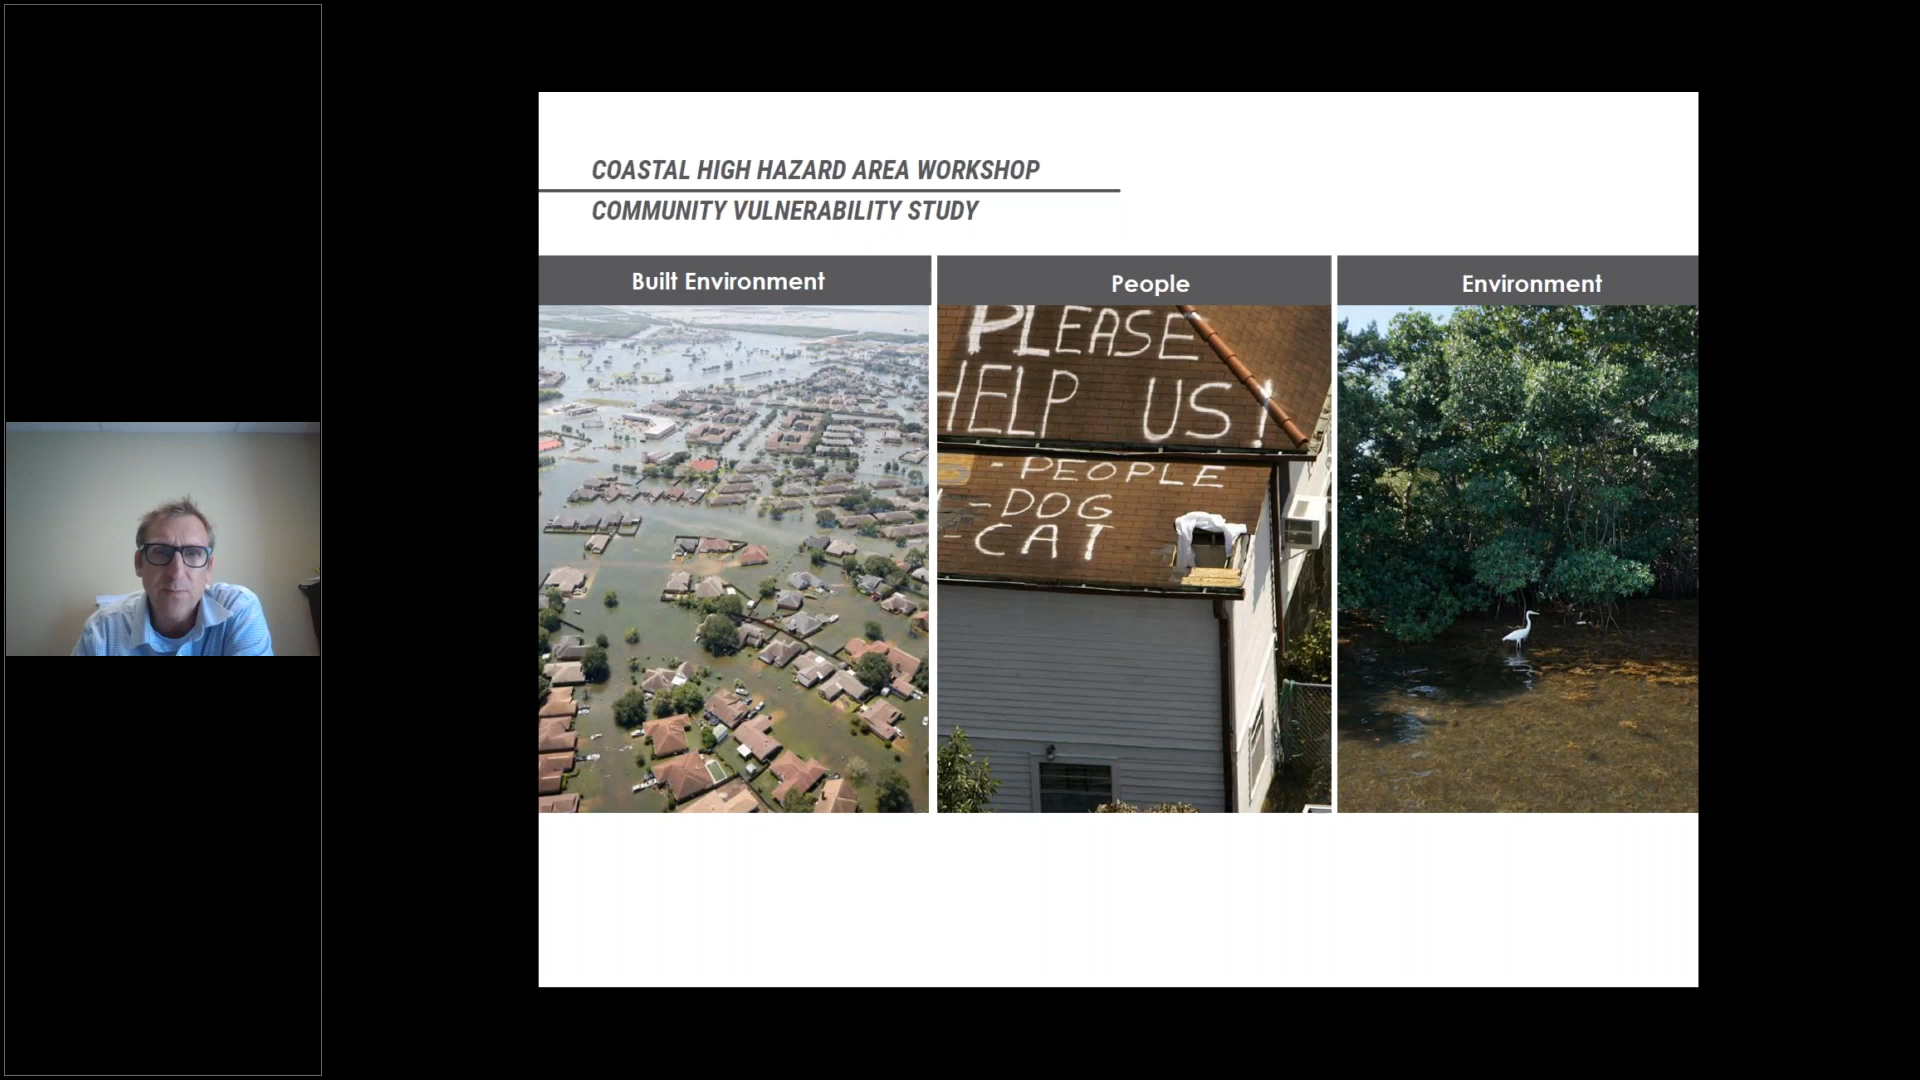 COASTAL HIGH HAZARD AREA WORKSHOP
COMMUNITY VULNERABILITY STUDY
Built Environment
People
Environment
PLEASE
HELP US!
- PEOPLE
- DOG
- CAT